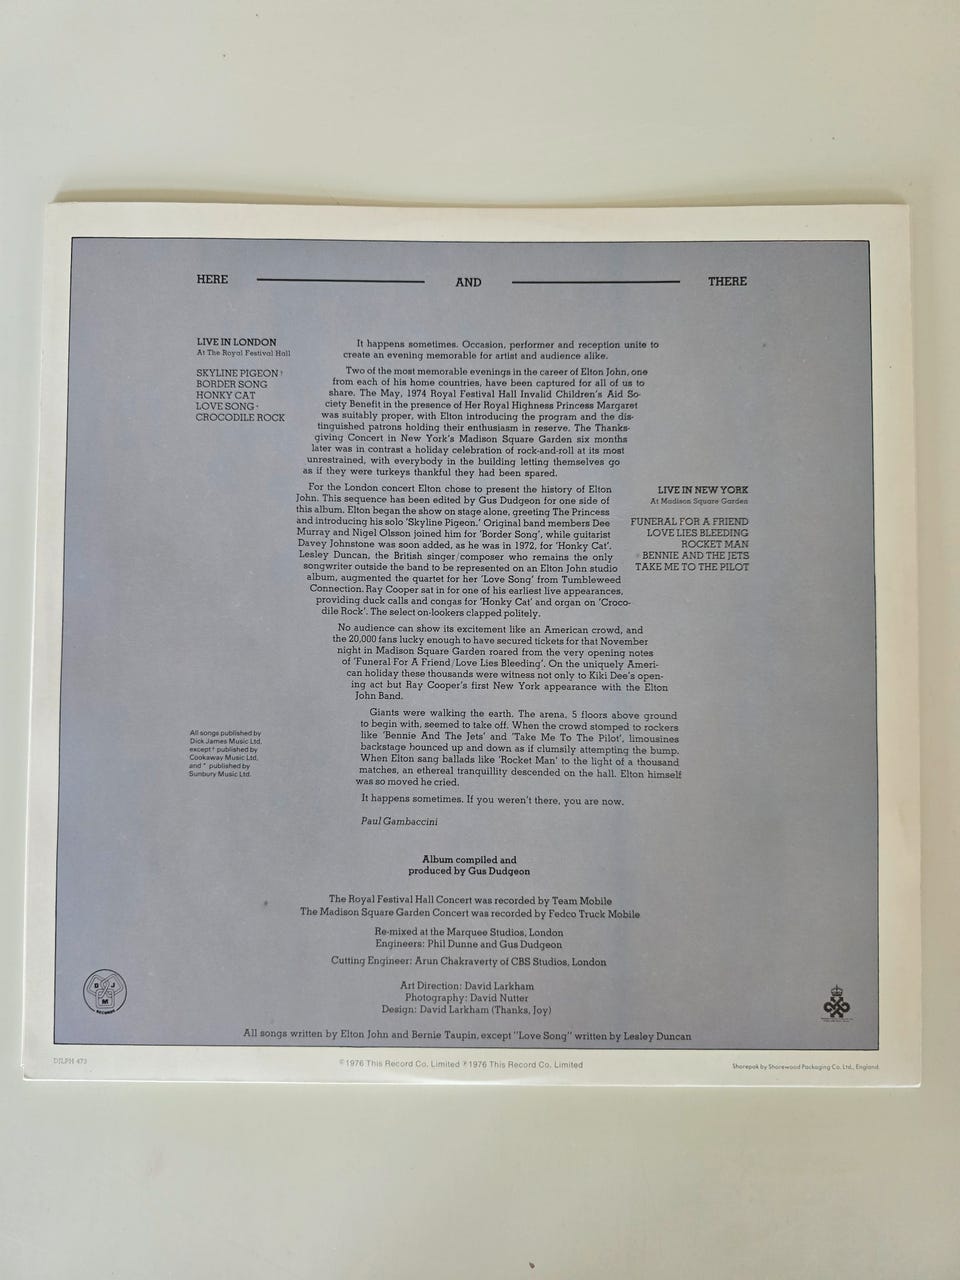 HERE AND THERE
LIVE IN LONDON
At The Royal Festival Hall
SKYLINE PIGEON†
BORDER SONG
HONKY CAT
LOVE SONG*
CROCODILE ROCK
It happens sometimes. Occasion, performer and reception unite to
create an evening memorable for artist and audience alike.
Two of the most memorable evenings in the career of Elton John, one
from each of his home countries, have been captured for all of us to
share. The May, 1974 Royal Festival Hall Invalid Children's Aid So-
ciety Benefit in the presence of Her Royal Highness Princess Margaret
was suitably proper, with Elton introducing the program and the dis-
tinguished patrons holding their enthusiasm in reserve. The Thanks-
giving Concert in New York's Madison Square Garden six months
later was in contrast a holiday celebration of rock-and-roll at its most
unrestrained, with everybody in the building letting themselves go
as if they were turkeys thankful they had been spared.
For the London concert Elton chose to present the history of Elton
John. This sequence has been edited by Gus Dudgeon for one side of
this album. Elton began the show on stage alone, greeting The Princess
and introducing his solo 'Skyline Pigeon.' Original band members Dee
Murray and Nigel Olsson joined him for 'Border Song', while guitarist
Davey Johnstone was soon added, as he was in 1972, for 'Honky Cat'.
Lesley Duncan, the British singer/composer who remains the only
songwriter outside the band to be represented on an Elton John studio
album, augmented the quartet for her 'Love Song' from Tumbleweed
Connection. Ray Cooper sat in for one of his earliest live appearances,
providing duck calls and congas for 'Honky Cat' and organ on 'Croco-
dile Rock'. The select on-lookers clapped politely.
LIVE IN NEW YORK
At Madison Square Garden
FUNERAL FOR A FRIEND
LOVE LIES BLEEDING
ROCKET MAN
BENNIE AND THE JETS
TAKE ME TO THE PILOT
No audience can show its excitement like an American crowd, and
the 20,000 fans lucky enough to have secured tickets for that November
night in Madison Square Garden roared from the very opening notes
of 'Funeral For A Friend/Love Lies Bleeding'. On the uniquely Ameri-
can holiday these thousands were witness not only to Kiki Dee's open-
ing act but Ray Cooper's first New York appearance with the Elton
John Band.
Giants were walking the earth. The arena, 5 floors above ground
to begin with, seemed to take off. When the crowd stomped to rockers
like 'Bennie And The Jets' and 'Take Me To The Pilot', limousines
backstage bounced up and down as if clumsily attempting the bump.
When Elton sang ballads like 'Rocket Man' to the light of a thousand
matches, an ethereal tranquillity descended on the hall. Elton himself
was so moved he cried.
It happens sometimes. If you weren't there, you are now.
Paul Gambaccini
All songs published by
Dick James Music Ltd,
except† published by
Cookaway Music Ltd.
and * published by
Sunbury Music Ltd.
Album compiled and
produced by Gus Dudgeon
The Royal Festival Hall Concert was recorded by Team Mobile
The Madison Square Garden Concert was recorded by Fedco Truck Mobile
Re-mixed at the Marquee Studios, London
Engineers: Phil Dunne and Gus Dudgeon
Cutting Engineer: Arun Chakraverty of CBS Studios, London
Art Direction: David Larkham
Photography: David Nutter
Design: David Larkham (Thanks, Joy)
All songs written by Elton John and Bernie Taupin, except "Love Song" written by Lesley Duncan
DJM
RECORDS
DJLPH 473
©1976 This Record Co. Limited ℗1976 This Record Co. Limited
Shorepak by Shorewood Packaging Co. Ltd., England.